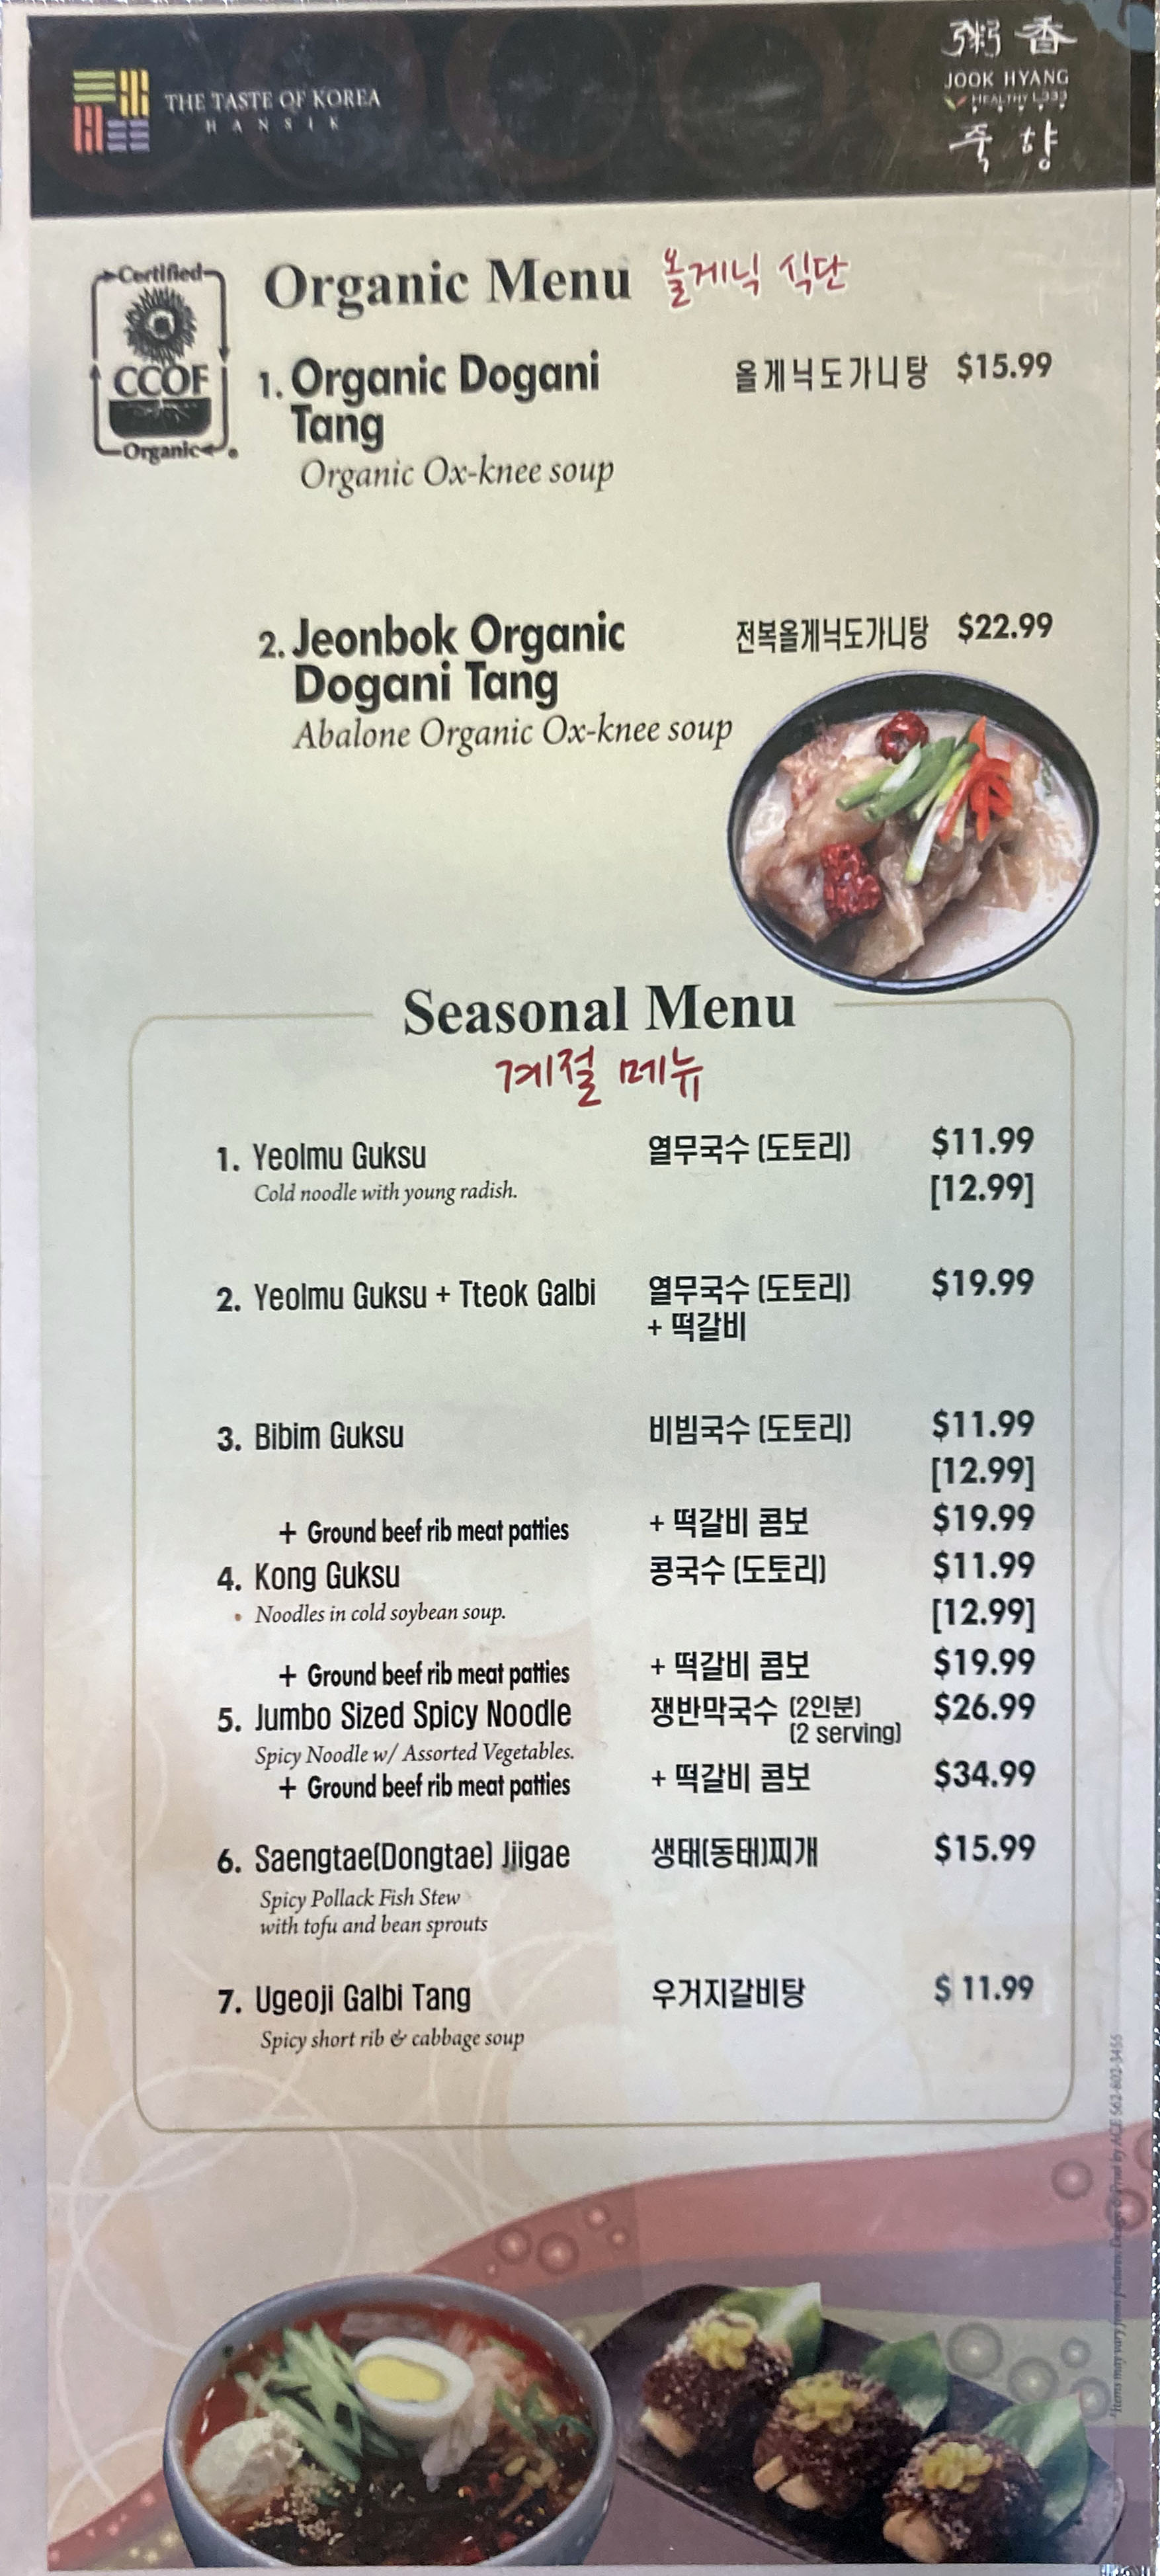 THE TASTE OF KOREA
HANSIK
粥香
JOOK HYANG
죽 향
Certified
CCOF
Organic
Organic Menu 올게닉 식단
1. Organic Dogani 올게닉도가니탕 $15.99
Tang
Organic Ox-knee soup
2. Jeonbok Organic 전복올게닉도가니탕 $22.99
Dogani Tang
Abalone Organic Ox-knee soup
Seasonal Menu
계절 메뉴
1. Yeolmu Guksu 열무국수 (도토리) $11.99
Cold noodle with young radish. [12.99]
2. Yeolmu Guksu + Tteok Galbi 열무국수 (도토리) $19.99
+ 떡갈비
3. Bibim Guksu 비빔국수 (도토리) $11.99
[12.99]
+ Ground beef rib meat patties + 떡갈비 콤보 $19.99
4. Kong Guksu 콩국수 (도토리) $11.99
• Noodles in cold soybean soup. [12.99]
+ Ground beef rib meat patties + 떡갈비 콤보 $19.99
5. Jumbo Sized Spicy Noodle 쟁반막국수 (2인분) $26.99
(2 serving)
Spicy Noodle w/ Assorted Vegetables.
+ Ground beef rib meat patties + 떡갈비 콤보 $34.99
6. Saengtae(Dongtae) Jjigae 생태(동태)찌개 $15.99
Spicy Pollack Fish Stew
with tofu and bean sprouts
7. Ugeoji Galbi Tang 우거지갈비탕 $ 11.99
Spicy short rib & cabbage soup
*Items may vary from pictures. Design & Print by ACE 562-802-3455